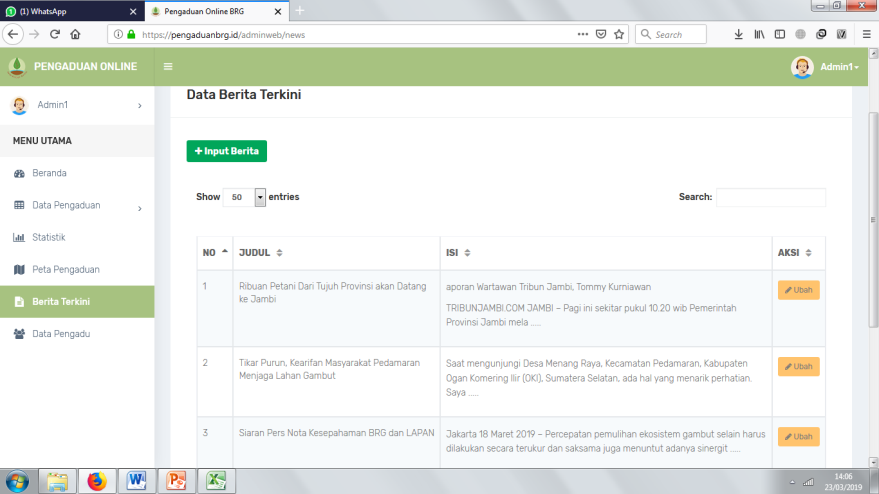 (1) WhatsApp
Pengaduan Online BRG
https://pengaduanbrg.id/adminweb/news
Search
PENGADUAN ONLINE
Admin1
Admin1
MENU UTAMA
Beranda
Data Pengaduan
Statistik
Peta Pengaduan
Berita Terkini
Data Pengadu
Data Berita Terkini
+ Input Berita
Show 50 entries
Search:
NO JUDUL ISI AKSI
1 Ribuan Petani Dari Tujuh Provinsi akan Datang
ke Jambi
aporan Wartawan Tribun Jambi, Tommy Kurniawan
TRIBUNJAMBI.COM JAMBI – Pagi ini sekitar pukul 10.20 wib Pemerintah
Provinsi Jambi mela ......
Ubah
2 Tikar Purun, Kearifan Masyarakat Pedamaran
Menjaga Lahan Gambut
Saat mengunjungi Desa Menang Raya, Kecamatan Pedamaran, Kabupaten
Ogan Komering Ilir (OKI), Sumatera Selatan, ada hal yang menarik perhatian.
Saya ......
Ubah
3 Siaran Pers Nota Kesepahaman BRG dan LAPAN
Jakarta 18 Maret 2019 – Percepatan pemulihan ekosistem gambut selain harus
dilakukan secara terukur dan saksama juga menuntut adanya sinergit ......
Ubah
14:06
23/03/2019